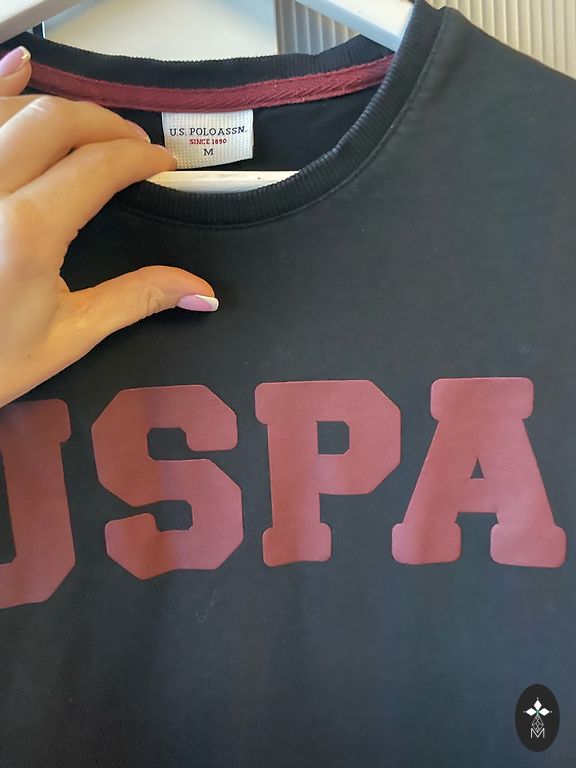 U.S. POLO ASSN.
SINCE 1890
M
USPA
M